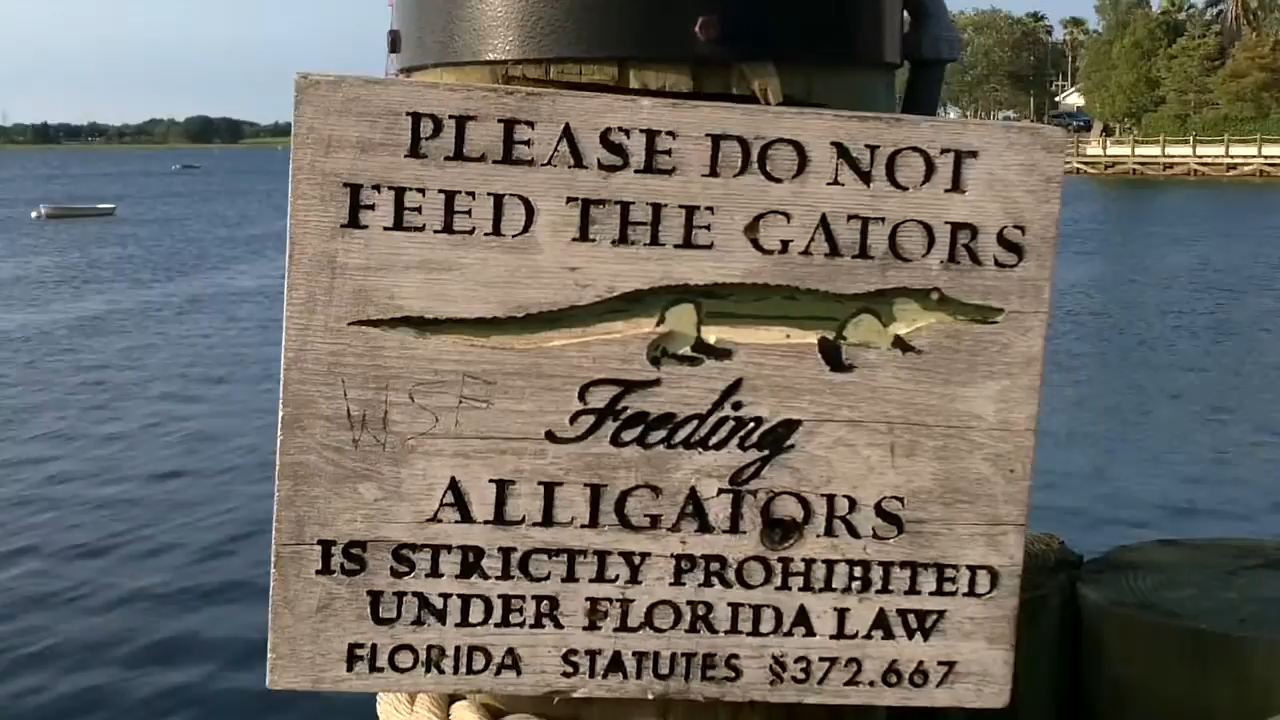 PLEASE DO NOT
FEED THE GATORS
WSF
Feeding
ALLIGATORS
IS STRICTLY PROHIBITED
UNDER FLORIDA LAW
FLORIDA STATUTES §372.667